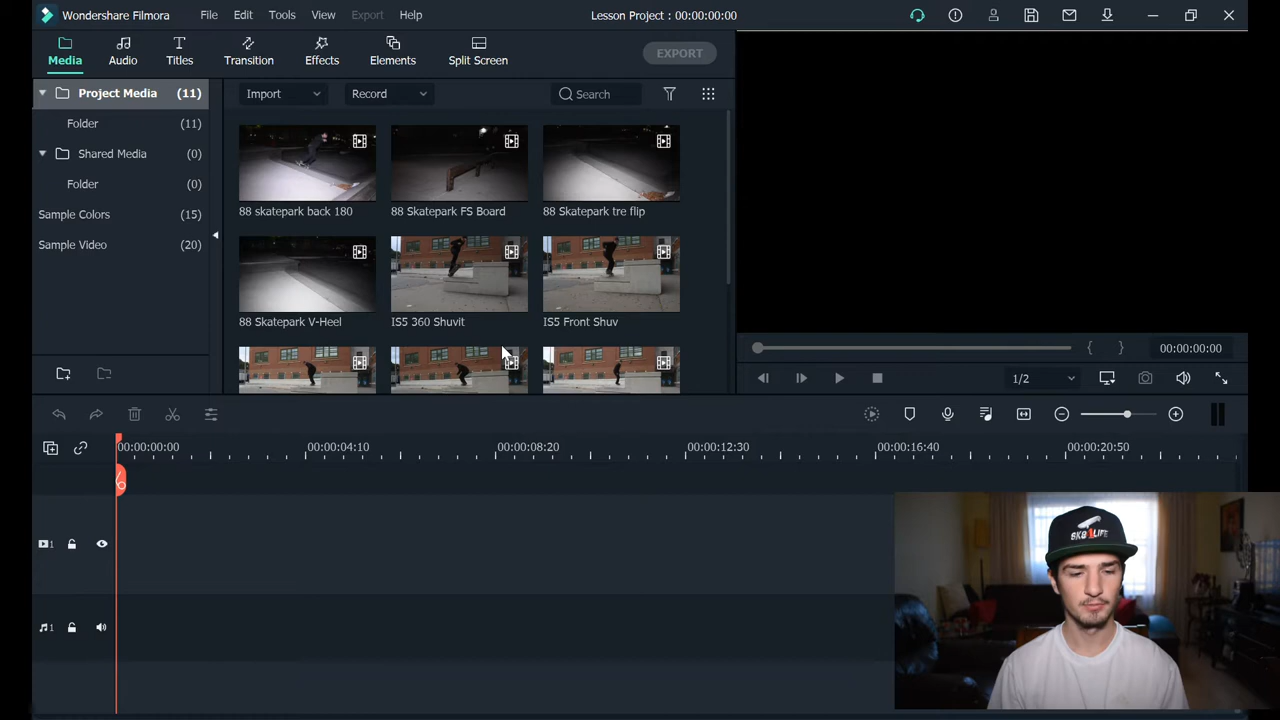 Wondershare Filmora File Edit Tools View Export Help Lesson Project : 00:00:00:00
Media Audio Titles Transition Effects Elements Split Screen EXPORT
Project Media (11)
Folder (11)
Shared Media (0)
Folder (0)
Sample Colors (15)
Sample Video (20)
Import Record Search
88 skatepark back 180 88 Skatepark FS Board 88 Skatepark tre flip
88 Skatepark V-Heel IS5 360 Shuvit IS5 Front Shuv
00:00:00:00
1/2
00:00:00:00 00:00:04:10 00:00:08:20 00:00:12:30 00:00:16:40 00:00:20:50
1
1
SK8 LIFE